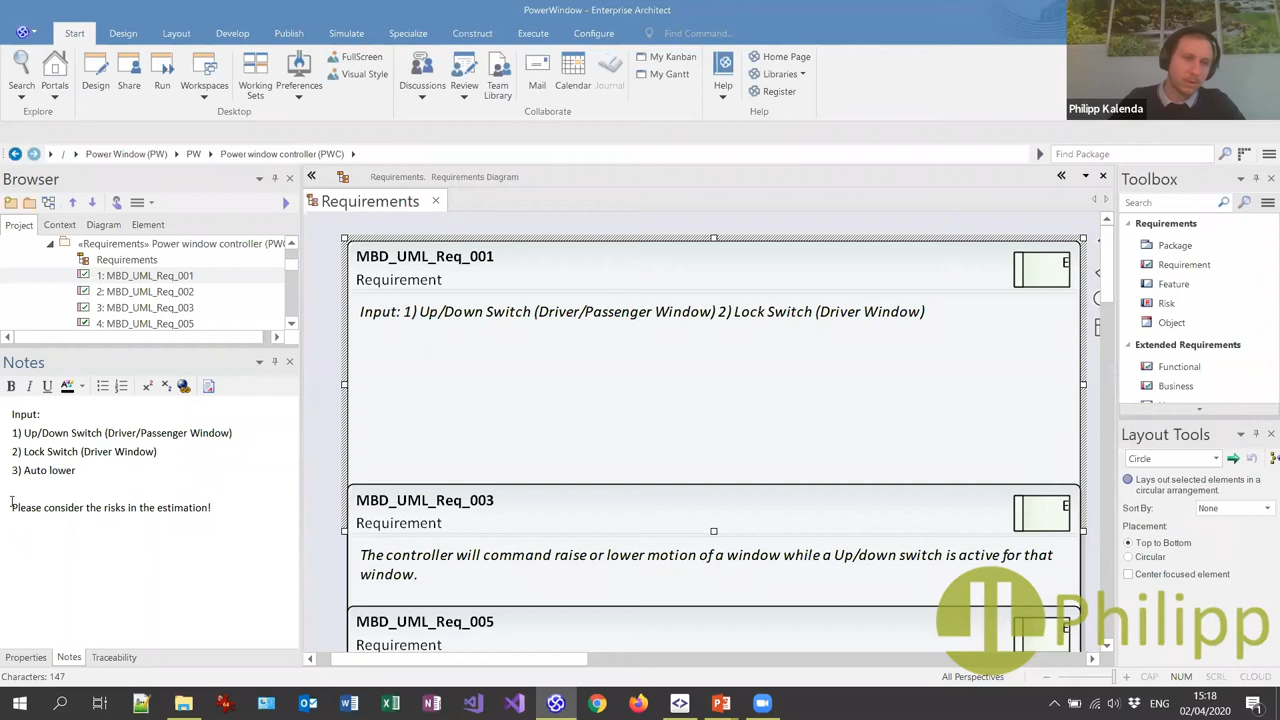 PowerWindow - Enterprise Architect
Start Design Layout Develop Publish Simulate Specialize Construct Execute Configure Find Command...
Search Portals Design Share Run Workspaces Working Sets Preferences FullScreen Visual Style Discussions Review Team Library Mail Calendar Journal My Kanban My Gantt Help Home Page Libraries Register
Explore Desktop Collaborate Help
Philipp Kalenda
/ Power Window (PW) PW Power window controller (PWC) Find Package
Browser
Project Context Diagram Element
«Requirements» Power window controller (PWC
Requirements
1: MBD_UML_Req_001
2: MBD_UML_Req_002
3: MBD_UML_Req_003
4: MBD_UML_Req_005
Notes
B I U
Input:
1) Up/Down Switch (Driver/Passenger Window)
2) Lock Switch (Driver Window)
3) Auto lower
Please consider the risks in the estimation!
Properties Notes Traceability
Characters: 147
Requirements. Requirements Diagram
Requirements
MBD_UML_Req_001
Requirement
E
Input: 1) Up/Down Switch (Driver/Passenger Window) 2) Lock Switch (Driver Window)
MBD_UML_Req_003
Requirement
E
The controller will command raise or lower motion of a window while a Up/down switch is active for that
window.
MBD_UML_Req_005
Requirement
E
Toolbox
Search
Requirements
Package
Requirement
Feature
Risk
Object
Extended Requirements
Functional
Business
Layout Tools
Circle
Lays out selected elements in a
circular arrangement.
Sort By: None
Placement:
Top to Bottom
Circular
Center focused element
Philipp
All Perspectives CAP NUM SCRL CLOUD
ENG
15:18
02/04/2020
1